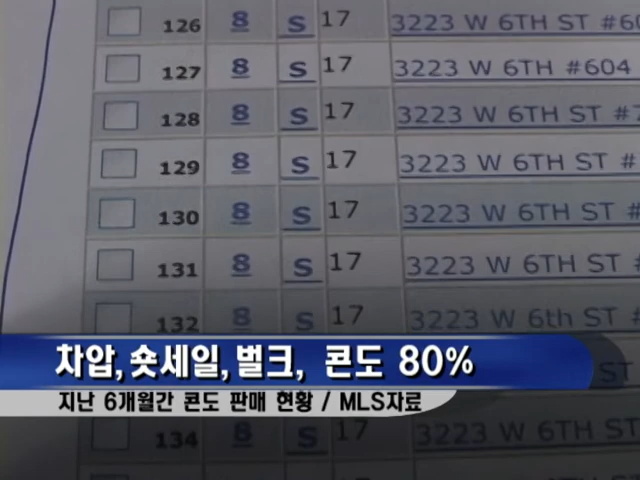 126 8 S 17 3223 W 6TH ST #60
127 8 S 17 3223 W 6TH #604
128 8 S 17 3223 W 6TH ST #7
129 8 S 17 3223 W 6TH ST #
130 8 S 17 3223 W 6TH ST #
131 8 S 17 3223 W 6TH ST
132 8 S 17 3223 W 6th ST #
차압, 숏세일, 벌크, 콘도 80%
ST
지난 6개월간 콘도 판매 현황 / MLS자료
134 8 S 17 3223 W 6TH ST #